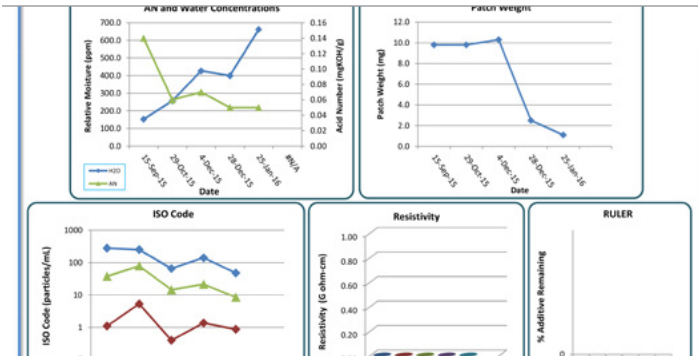 AN and Water Concentrations
Relative Moisture (ppm)
700.0
600.0
500.0
400.0
300.0
200.0
100.0
0.0
0.16
0.14
0.12
0.10
0.08
0.06
0.04
0.02
0.00
Acid Number (mgKOH/g)
15-Sep-15
29-Oct-15
4-Dec-15
28-Dec-15
25-Jan-16
#N/A
H2O
AN
Date
Patch Weight
Patch Weight (mg)
12.0
10.0
8.0
6.0
4.0
2.0
0.0
15-Sep-15
29-Oct-15
4-Dec-15
28-Dec-15
25-Jan-16
Date
ISO Code
ISO Code (particles/mL)
1000
100
10
1
Resistivity
Resistivity (G ohm-cm)
1.00
0.80
0.60
0.40
0.20
RULER
% Additive Remaining
0